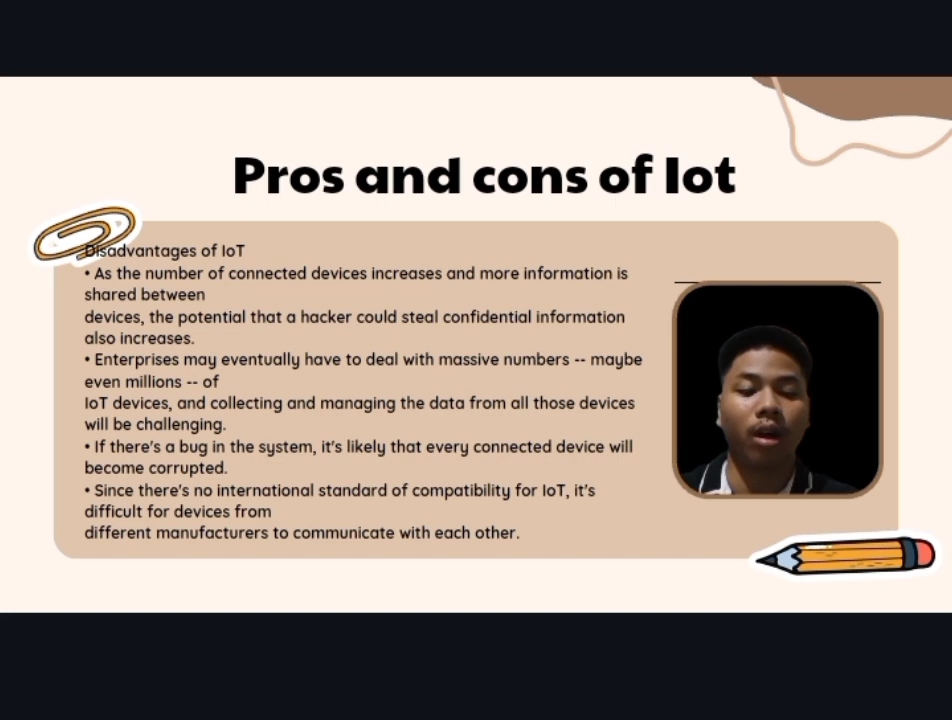 Pros and cons of Iot
Disadvantages of IoT
• As the number of connected devices increases and more information is
shared between
devices, the potential that a hacker could steal confidential information
also increases.
• Enterprises may eventually have to deal with massive numbers -- maybe
even millions -- of
IoT devices, and collecting and managing the data from all those devices
will be challenging.
• If there's a bug in the system, it's likely that every connected device will
become corrupted.
• Since there's no international standard of compatibility for IoT, it's
difficult for devices from
different manufacturers to communicate with each other.